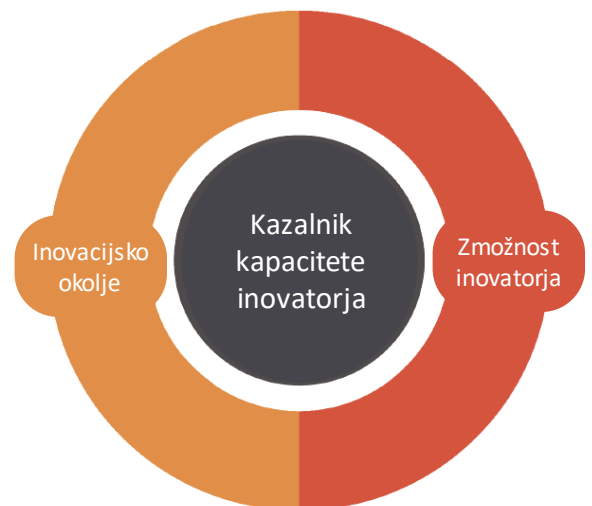 Inovacijsko
okolje
Kazalnik
kapacitete
inovatorja
Zmožnost
inovatorja